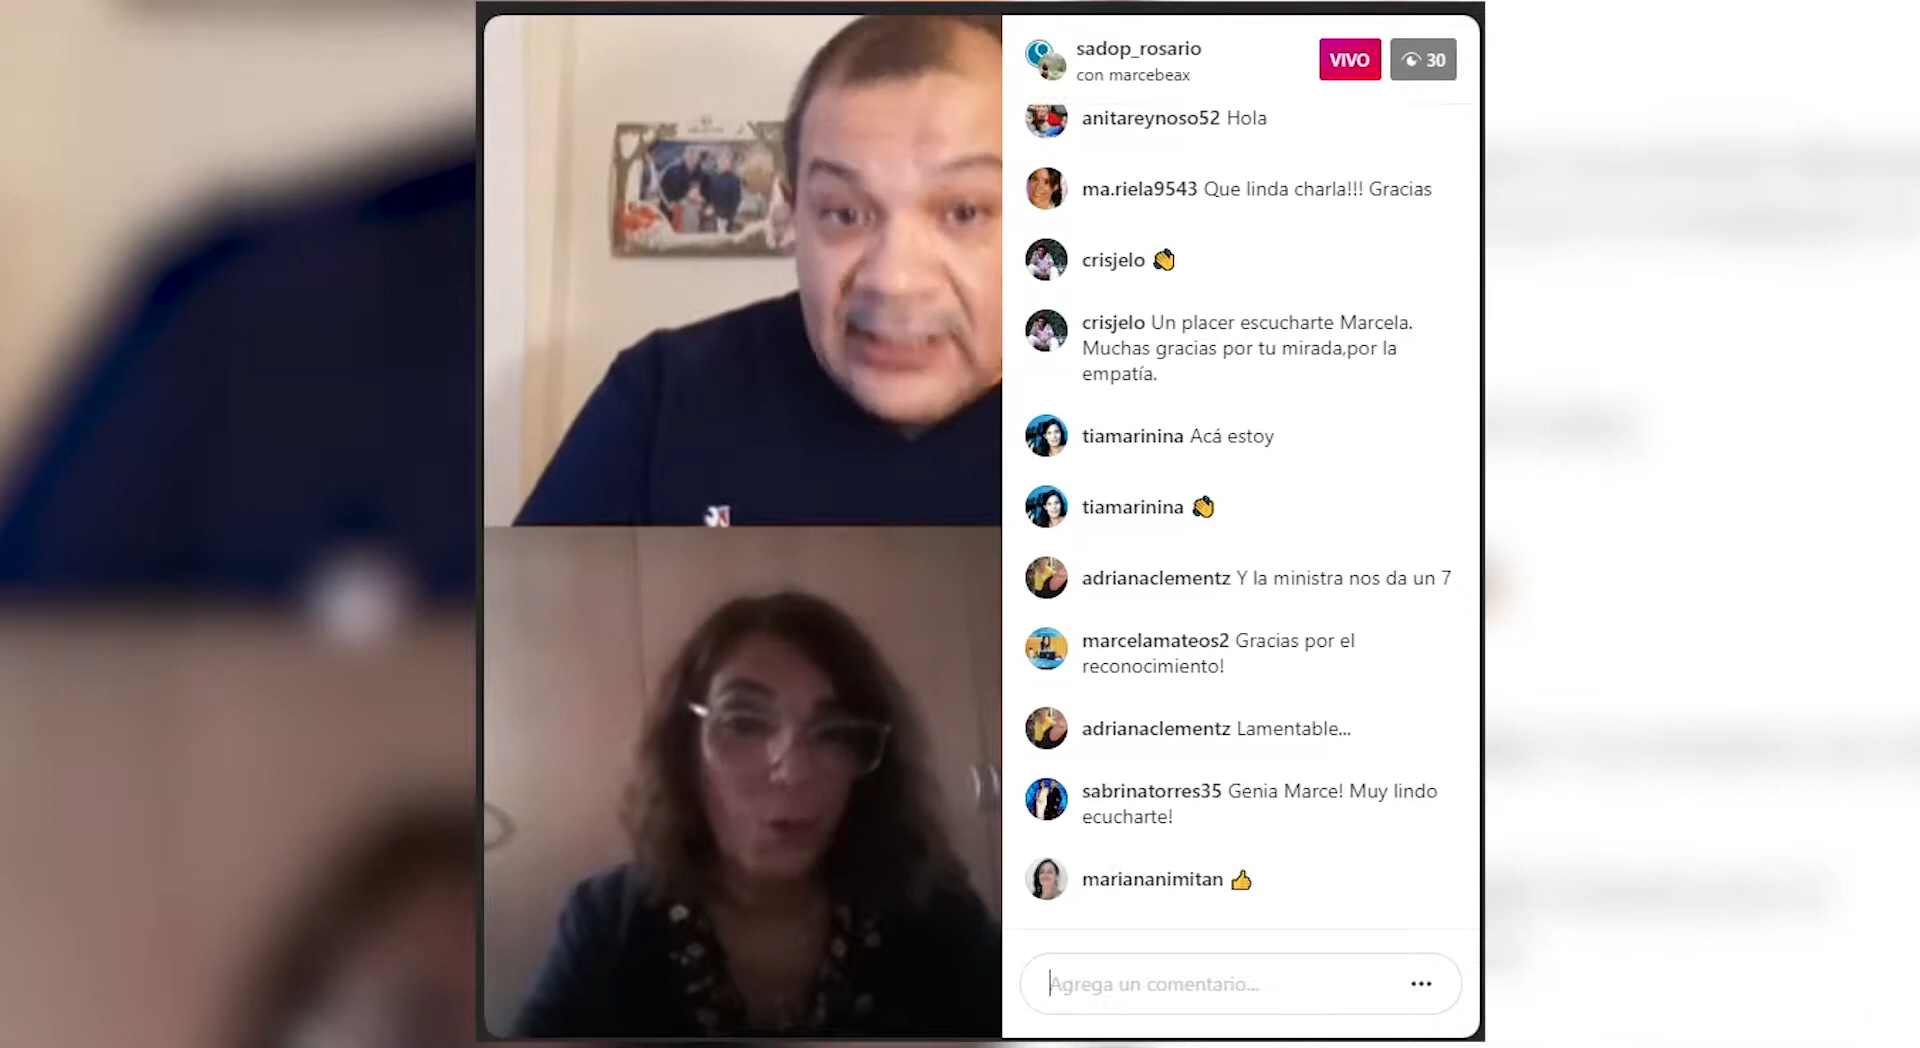 sadop_rosario
con marcebeax
VIVO
30
anitareynoso52 Hola
ma.riela9543 Que linda charla!!! Gracias
crisjelo 👏
crisjelo Un placer escucharte Marcela.
Muchas gracias por tu mirada,por la
empatía.
tiamarinina Acá estoy
tiamarinina 👏
adrianaclementz Y la ministra nos da un 7
marcelamateos2 Gracias por el
reconocimiento!
adrianaclementz Lamentable...
sabrinatorres35 Genia Marce! Muy lindo
ecucharte!
mariananimitan 👍
Agrega un comentario...